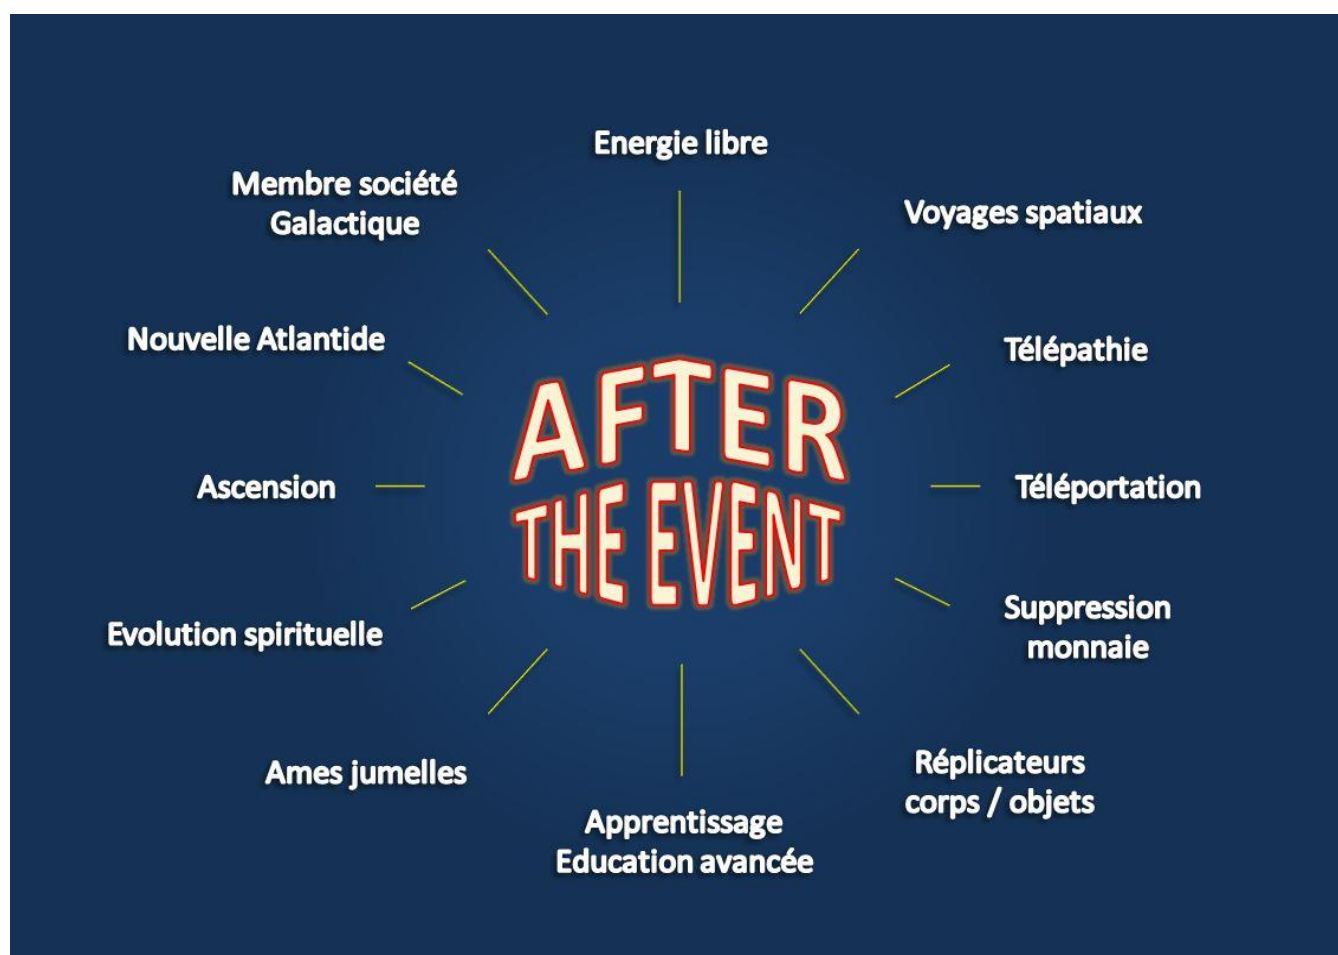 Energie libre
Membre société
Galactique
Voyages spatiaux
Nouvelle Atlantide
Télépathie
AFTER
THE EVENT
Ascension
Téléportation
Suppression
monnaie
Evolution spirituelle
Ames jumelles
Réplicateurs
corps / objets
Apprentissage
Education avancée